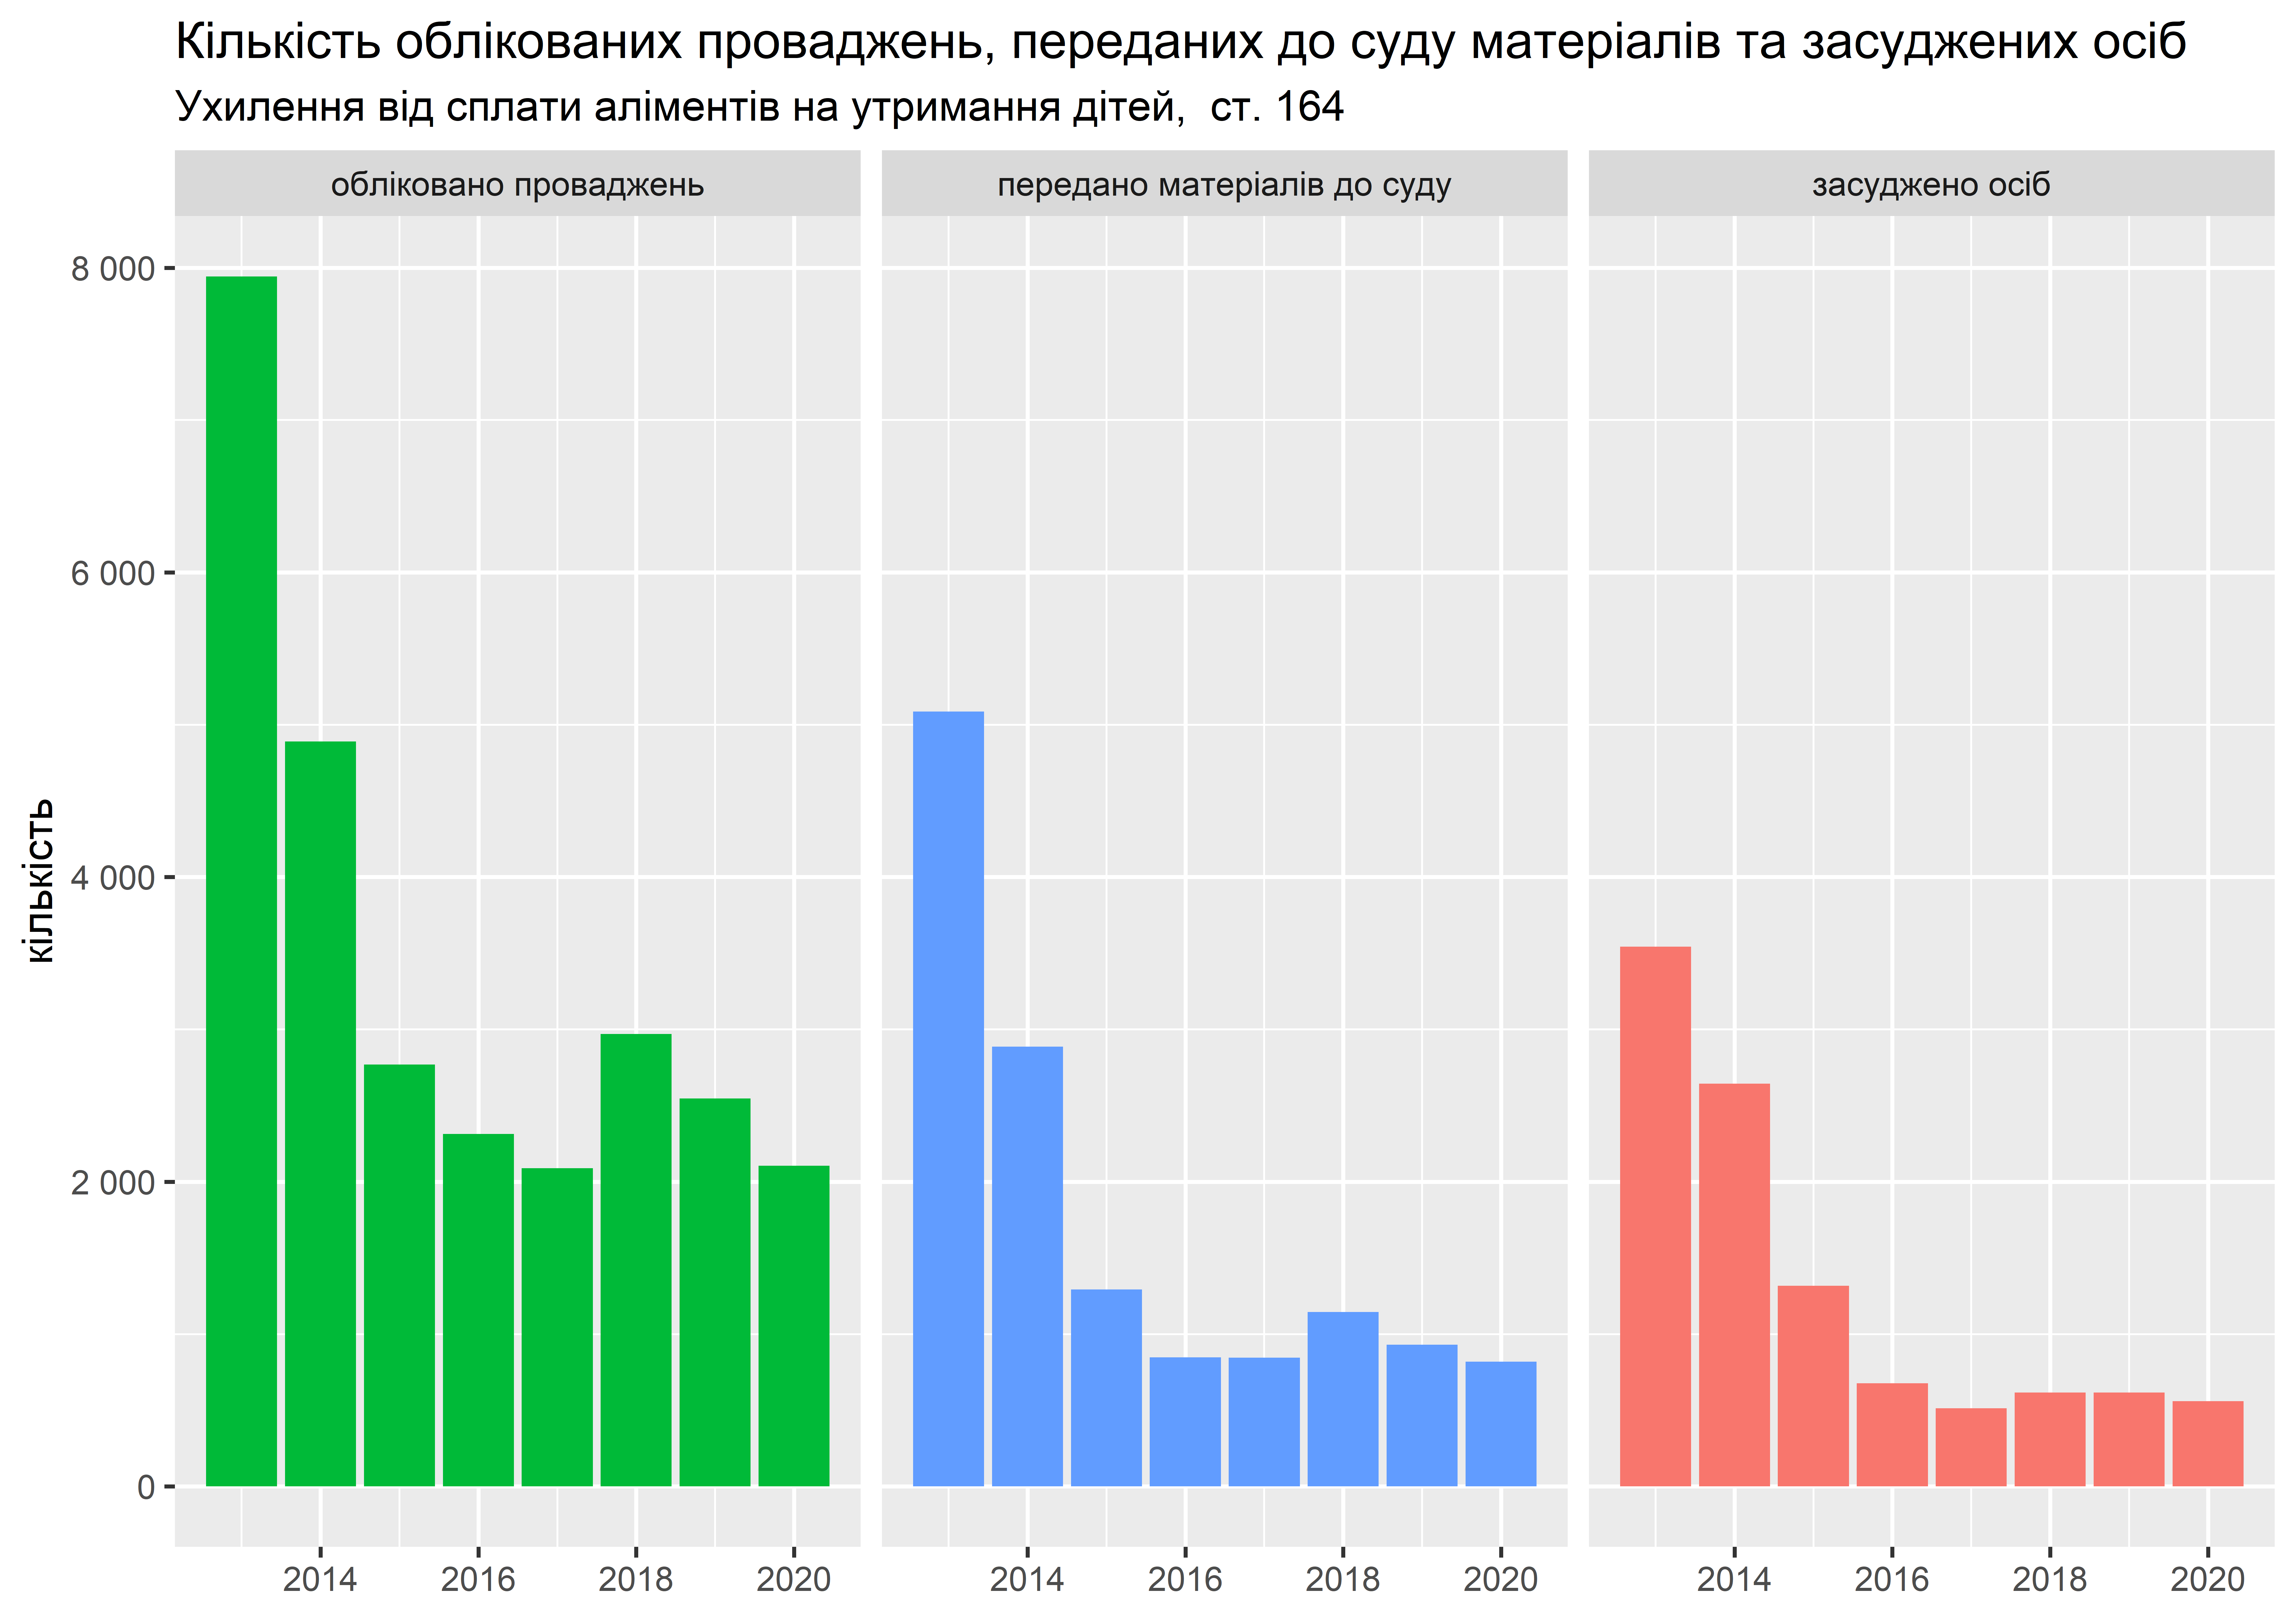 Кількість облікованих проваджень, переданих до суду матеріалів та засуджених осіб
Ухилення від сплати аліментів на утримання дітей,  ст. 164
обліковано проваджень
передано матеріалів до суду
засуджено осіб
кількість
8 000
6 000
4 000
2 000
0
2014 2016 2018 2020
2014 2016 2018 2020
2014 2016 2018 2020